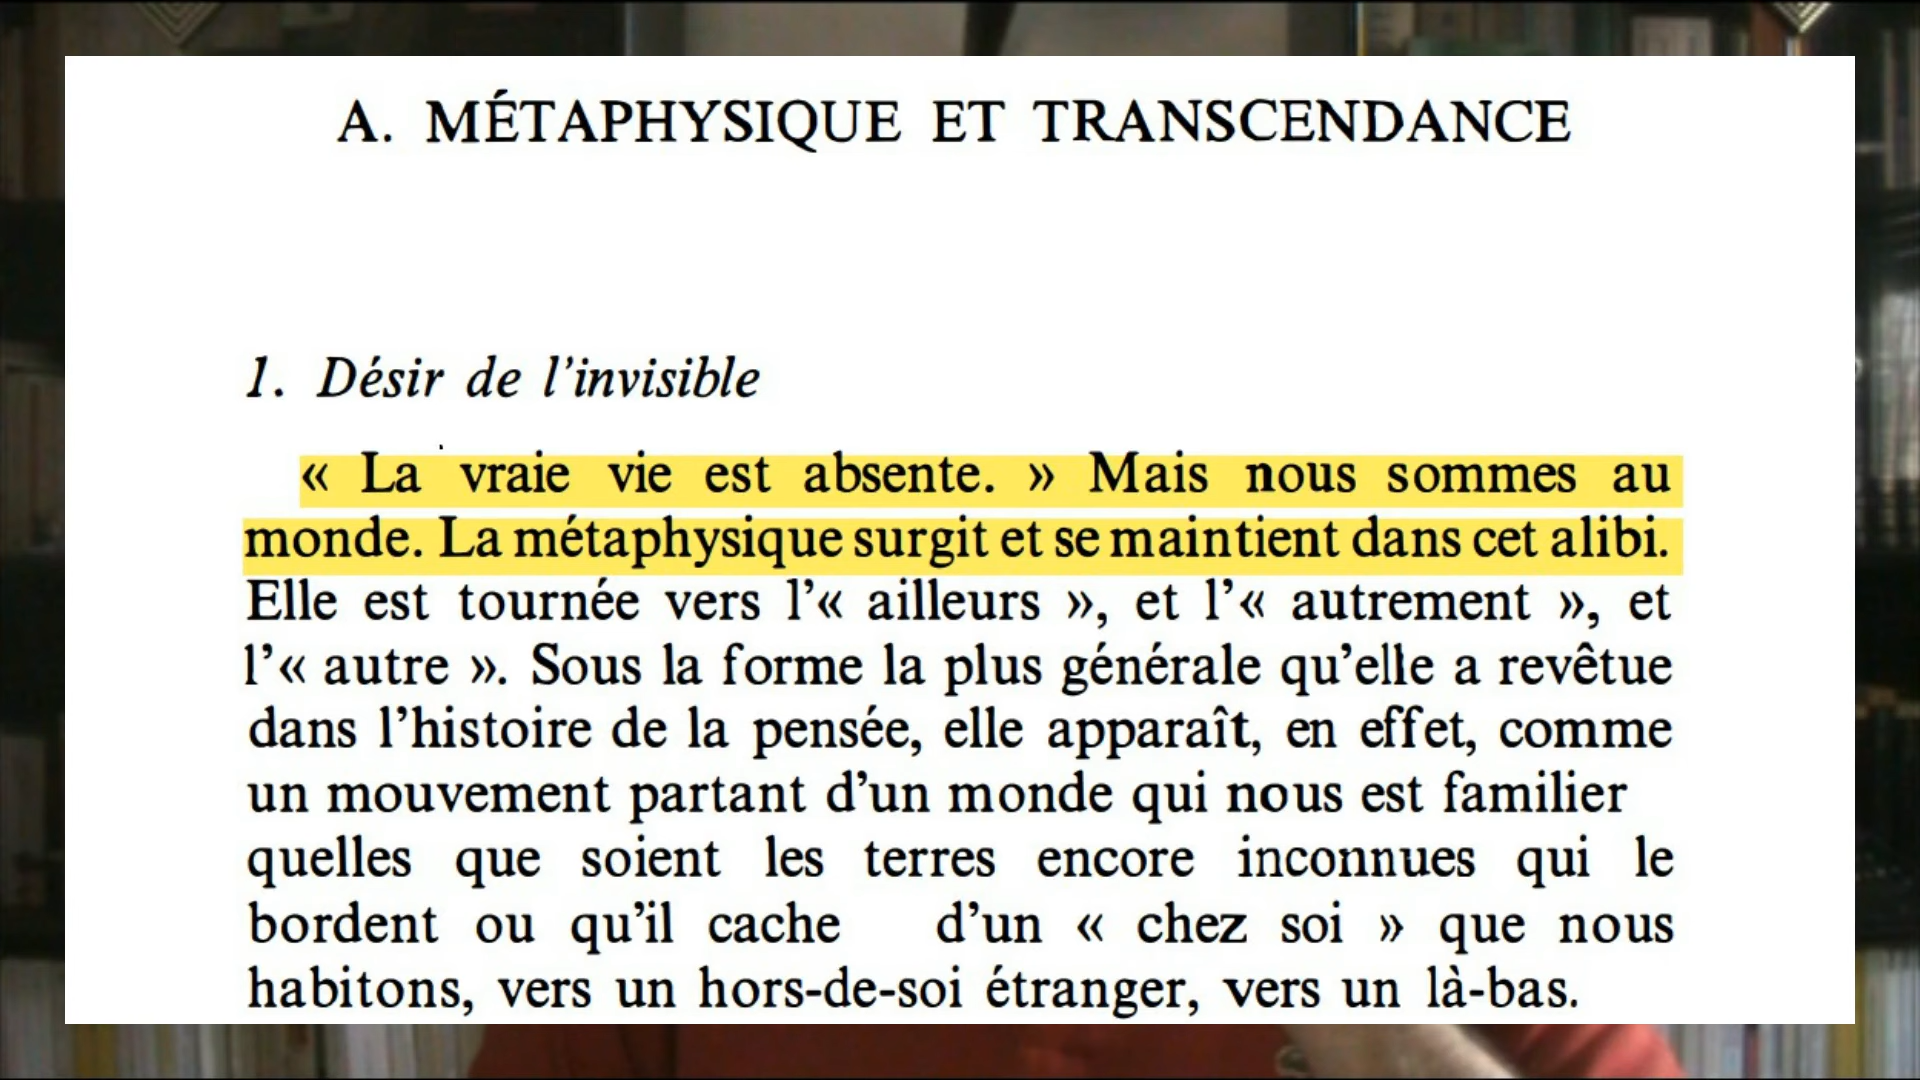 A. MÉTAPHYSIQUE ET TRANSCENDANCE
1. Désir de l'invisible
« La vraie vie est absente. » Mais nous sommes au
monde. La métaphysique surgit et se maintient dans cet alibi.
Elle est tournée vers l'« ailleurs », et l'« autrement », et
l'« autre ». Sous la forme la plus générale qu'elle a revêtue
dans l'histoire de la pensée, elle apparaît, en effet, comme
un mouvement partant d'un monde qui nous est familier
quelles que soient les terres encore inconnues qui le
bordent ou qu'il cache d'un « chez soi » que nous
habitons, vers un hors-de-soi étranger, vers un là-bas.